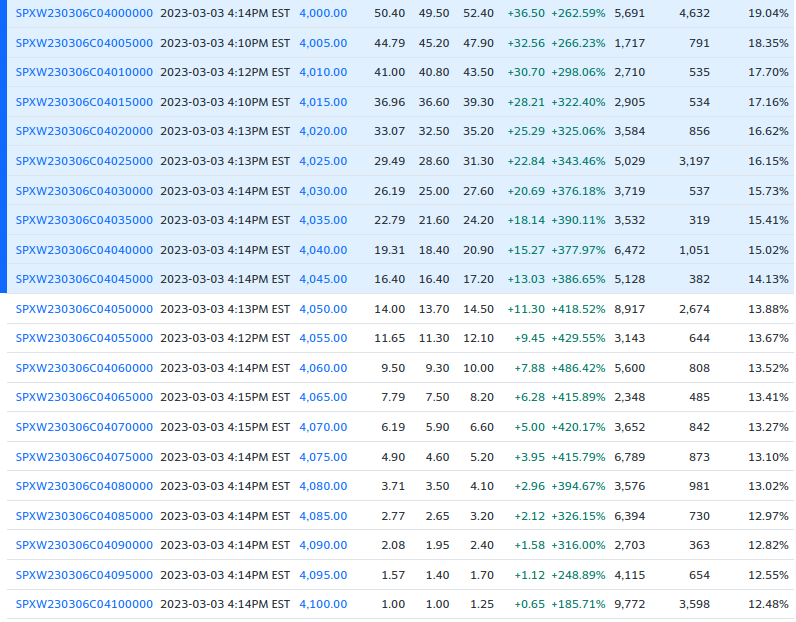 SPXW230306C04000000 2023-03-03 4:14PM EST 4,000.00 50.40 49.50 52.40 +36.50 +262.59% 5,691 4,632 19.04%
SPXW230306C04005000 2023-03-03 4:14PM EST 4,005.00 44.79 45.20 47.90 +32.56 +266.23% 1,717 791 18.35%
SPXW230306C04010000 2023-03-03 4:12PM EST 4,010.00 41.00 40.80 43.50 +30.70 +298.06% 2,710 535 17.70%
SPXW230306C04015000 2023-03-03 4:10PM EST 4,015.00 36.96 36.60 39.30 +28.21 +322.40% 2,905 534 17.16%
SPXW230306C04020000 2023-03-03 4:13PM EST 4,020.00 33.07 32.50 35.20 +25.29 +325.06% 3,584 856 16.62%
SPXW230306C04025000 2023-03-03 4:13PM EST 4,025.00 29.49 28.60 31.30 +22.84 +343.46% 5,029 3,197 16.15%
SPXW230306C04030000 2023-03-03 4:14PM EST 4,030.00 26.19 25.00 27.60 +20.69 +376.18% 3,719 537 15.73%
SPXW230306C04035000 2023-03-03 4:14PM EST 4,035.00 22.79 21.60 24.20 +18.14 +390.11% 3,532 319 15.41%
SPXW230306C04040000 2023-03-03 4:14PM EST 4,040.00 19.31 18.40 20.90 +15.27 +377.97% 6,472 1,051 15.02%
SPXW230306C04045000 2023-03-03 4:14PM EST 4,045.00 16.40 16.40 17.20 +13.03 +386.65% 5,128 382 14.13%
SPXW230306C04050000 2023-03-03 4:13PM EST 4,050.00 14.00 13.70 14.50 +11.30 +418.52% 8,917 2,674 13.88%
SPXW230306C04055000 2023-03-03 4:12PM EST 4,055.00 11.65 11.30 12.10 +9.45 +429.55% 3,143 644 13.67%
SPXW230306C04060000 2023-03-03 4:14PM EST 4,060.00 9.50 9.30 10.00 +7.88 +486.42% 5,600 808 13.52%
SPXW230306C04065000 2023-03-03 4:15PM EST 4,065.00 7.79 7.50 8.20 +6.28 +415.89% 2,348 485 13.41%
SPXW230306C04070000 2023-03-03 4:15PM EST 4,070.00 6.19 5.90 6.60 +5.00 +420.17% 3,652 842 13.27%
SPXW230306C04075000 2023-03-03 4:14PM EST 4,075.00 4.90 4.60 5.20 +3.95 +415.79% 6,789 873 13.10%
SPXW230306C04080000 2023-03-03 4:14PM EST 4,080.00 3.71 3.50 4.10 +2.96 +394.67% 3,576 981 13.02%
SPXW230306C04085000 2023-03-03 4:14PM EST 4,085.00 2.77 2.65 3.20 +2.12 +326.15% 6,394 730 12.97%
SPXW230306C04090000 2023-03-03 4:14PM EST 4,090.00 2.08 1.95 2.40 +1.58 +316.00% 2,703 363 12.82%
SPXW230306C04095000 2023-03-03 4:14PM EST 4,095.00 1.57 1.40 1.70 +1.12 +248.89% 4,115 654 12.55%
SPXW230306C04100000 2023-03-03 4:14PM EST 4,100.00 1.00 1.00 1.25 +0.65 +185.71% 9,772 3,598 12.48%